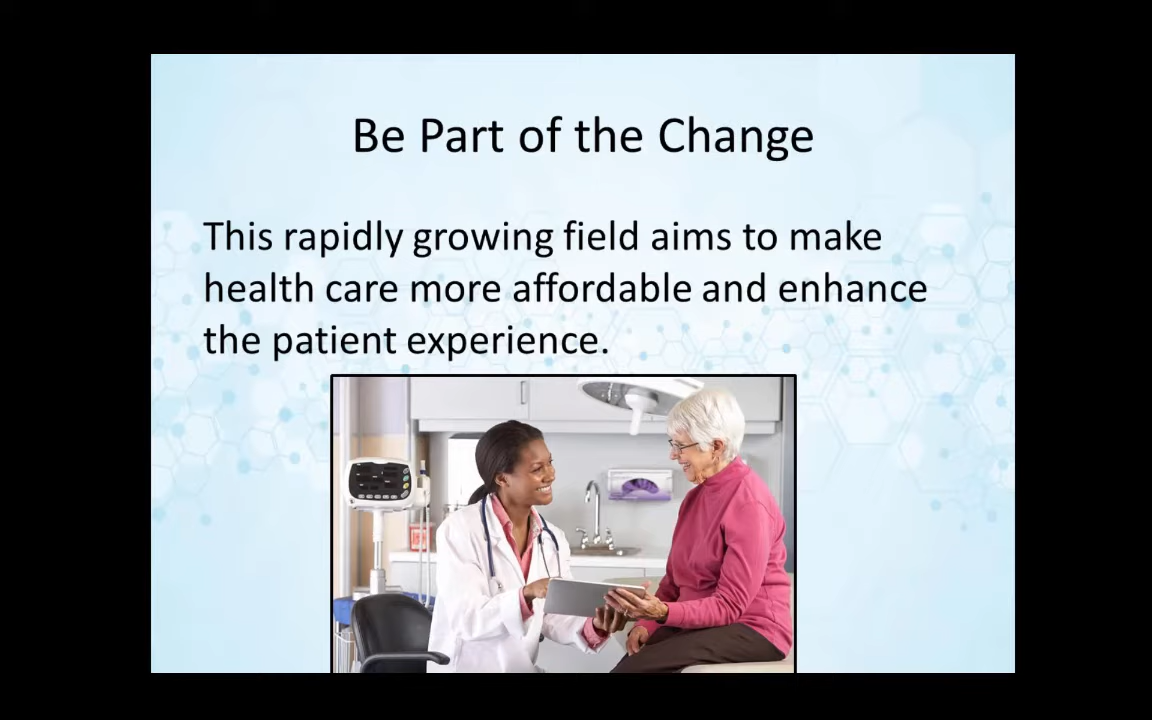 Be Part of the Change
This rapidly growing field aims to make
health care more affordable and enhance
the patient experience.